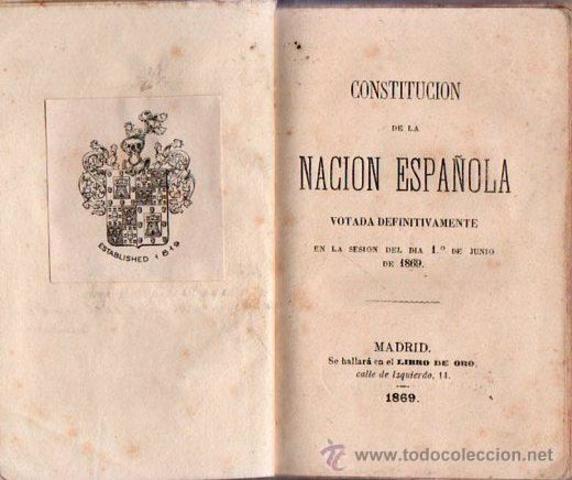 ESTABLISHED 1819
CONSTITUCION
DE LA
NACION ESPAÑOLA
VOTADA DEFINITIVAMENTE
EN LA SESION DEL DIA 1.º DE JUNIO
DE 1869.
MADRID.
Se hallará en el LIBRO DE ORO,
calle de Izquierdo, 11.
1869.
www.todocoleccion.net